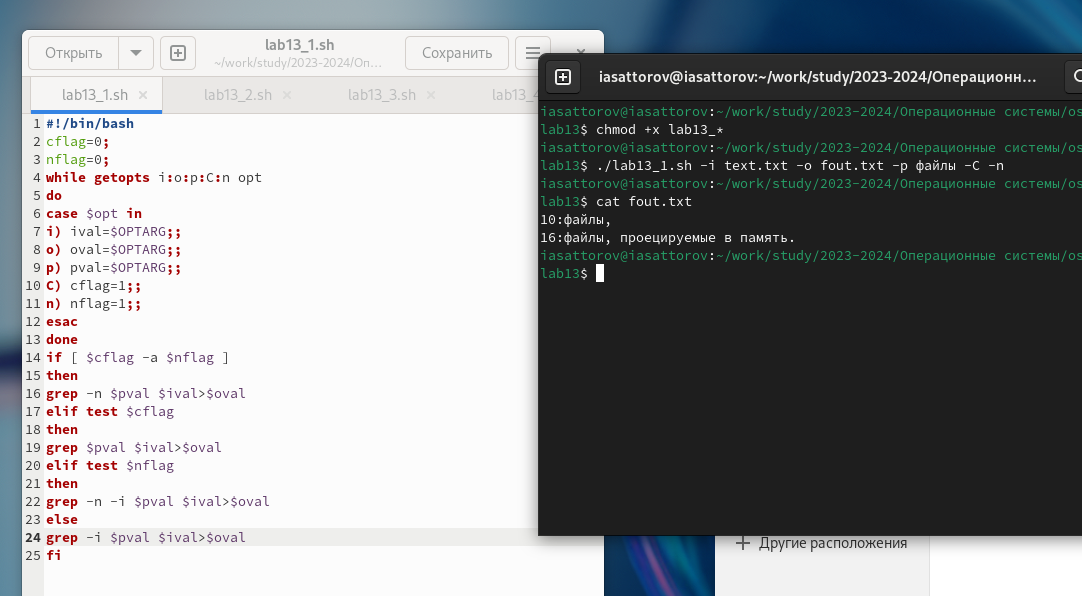 Открыть
lab13_1.sh
~/work/study/2023-2024/Оп...
Сохранить
lab13_1.sh
lab13_2.sh
lab13_3.sh
lab13_4
1 #!/bin/bash
2 cflag=0;
3 nflag=0;
4 while getopts i:o:p:C:n opt
5 do
6 case $opt in
7 i) ival=$OPTARG;;
8 o) oval=$OPTARG;;
9 p) pval=$OPTARG;;
10 C) cflag=1;;
11 n) nflag=1;;
12 esac
13 done
14 if [ $cflag -a $nflag ]
15 then
16 grep -n $pval $ival>$oval
17 elif test $cflag
18 then
19 grep $pval $ival>$oval
20 elif test $nflag
21 then
22 grep -n -i $pval $ival>$oval
23 else
24 grep -i $pval $ival>$oval
25 fi
iasattorov@iasattorov:~/work/study/2023-2024/Операционн...
iasattorov@iasattorov:~/work/study/2023-2024/Операционные системы/os
lab13$ chmod +x lab13_*
iasattorov@iasattorov:~/work/study/2023-2024/Операционные системы/os
lab13$ ./lab13_1.sh -i text.txt -o fout.txt -p файлы -C -n
iasattorov@iasattorov:~/work/study/2023-2024/Операционные системы/os
lab13$ cat fout.txt
10:файлы,
16:файлы, проецируемые в память.
iasattorov@iasattorov:~/work/study/2023-2024/Операционные системы/os
lab13$
Другие расположения